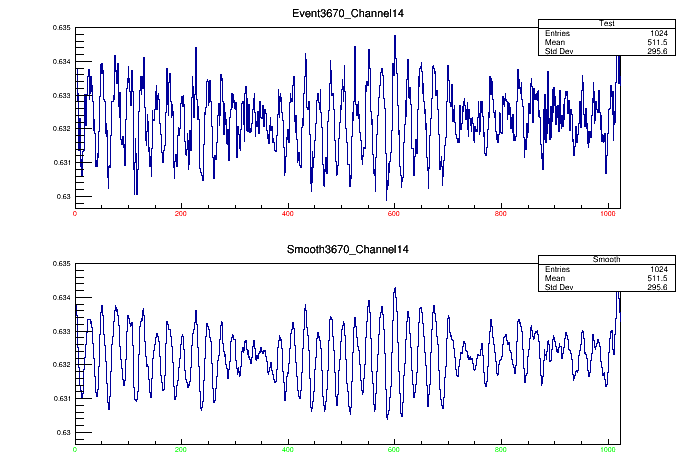 Event3670_Channel14
Test
Entries 1024
Mean 511.5
Std Dev 295.6
0.635
0.634
0.633
0.632
0.631
0.63
0 200 400 600 800 1000
Smooth3670_Channel14
Smooth
Entries 1024
Mean 511.5
Std Dev 295.6
0.635
0.634
0.633
0.632
0.631
0.63
0 200 400 600 800 1000